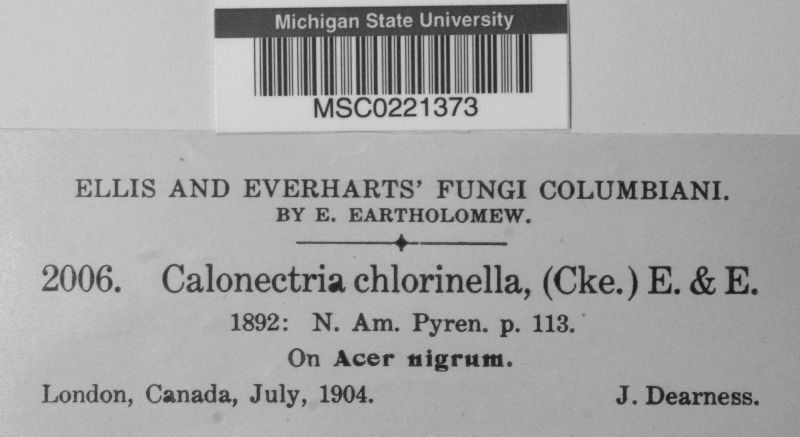 Michigan State University
MSC0221373
ELLIS AND EVERHARTS' FUNGI COLUMBIANI.
BY E. EARTHOLOMEW.
2006. Calonectria chlorinella, (Cke.) E. & E.
1892: N. Am. Pyren. p. 113.
On Acer nigrum.
London, Canada, July, 1904. J. Dearness.